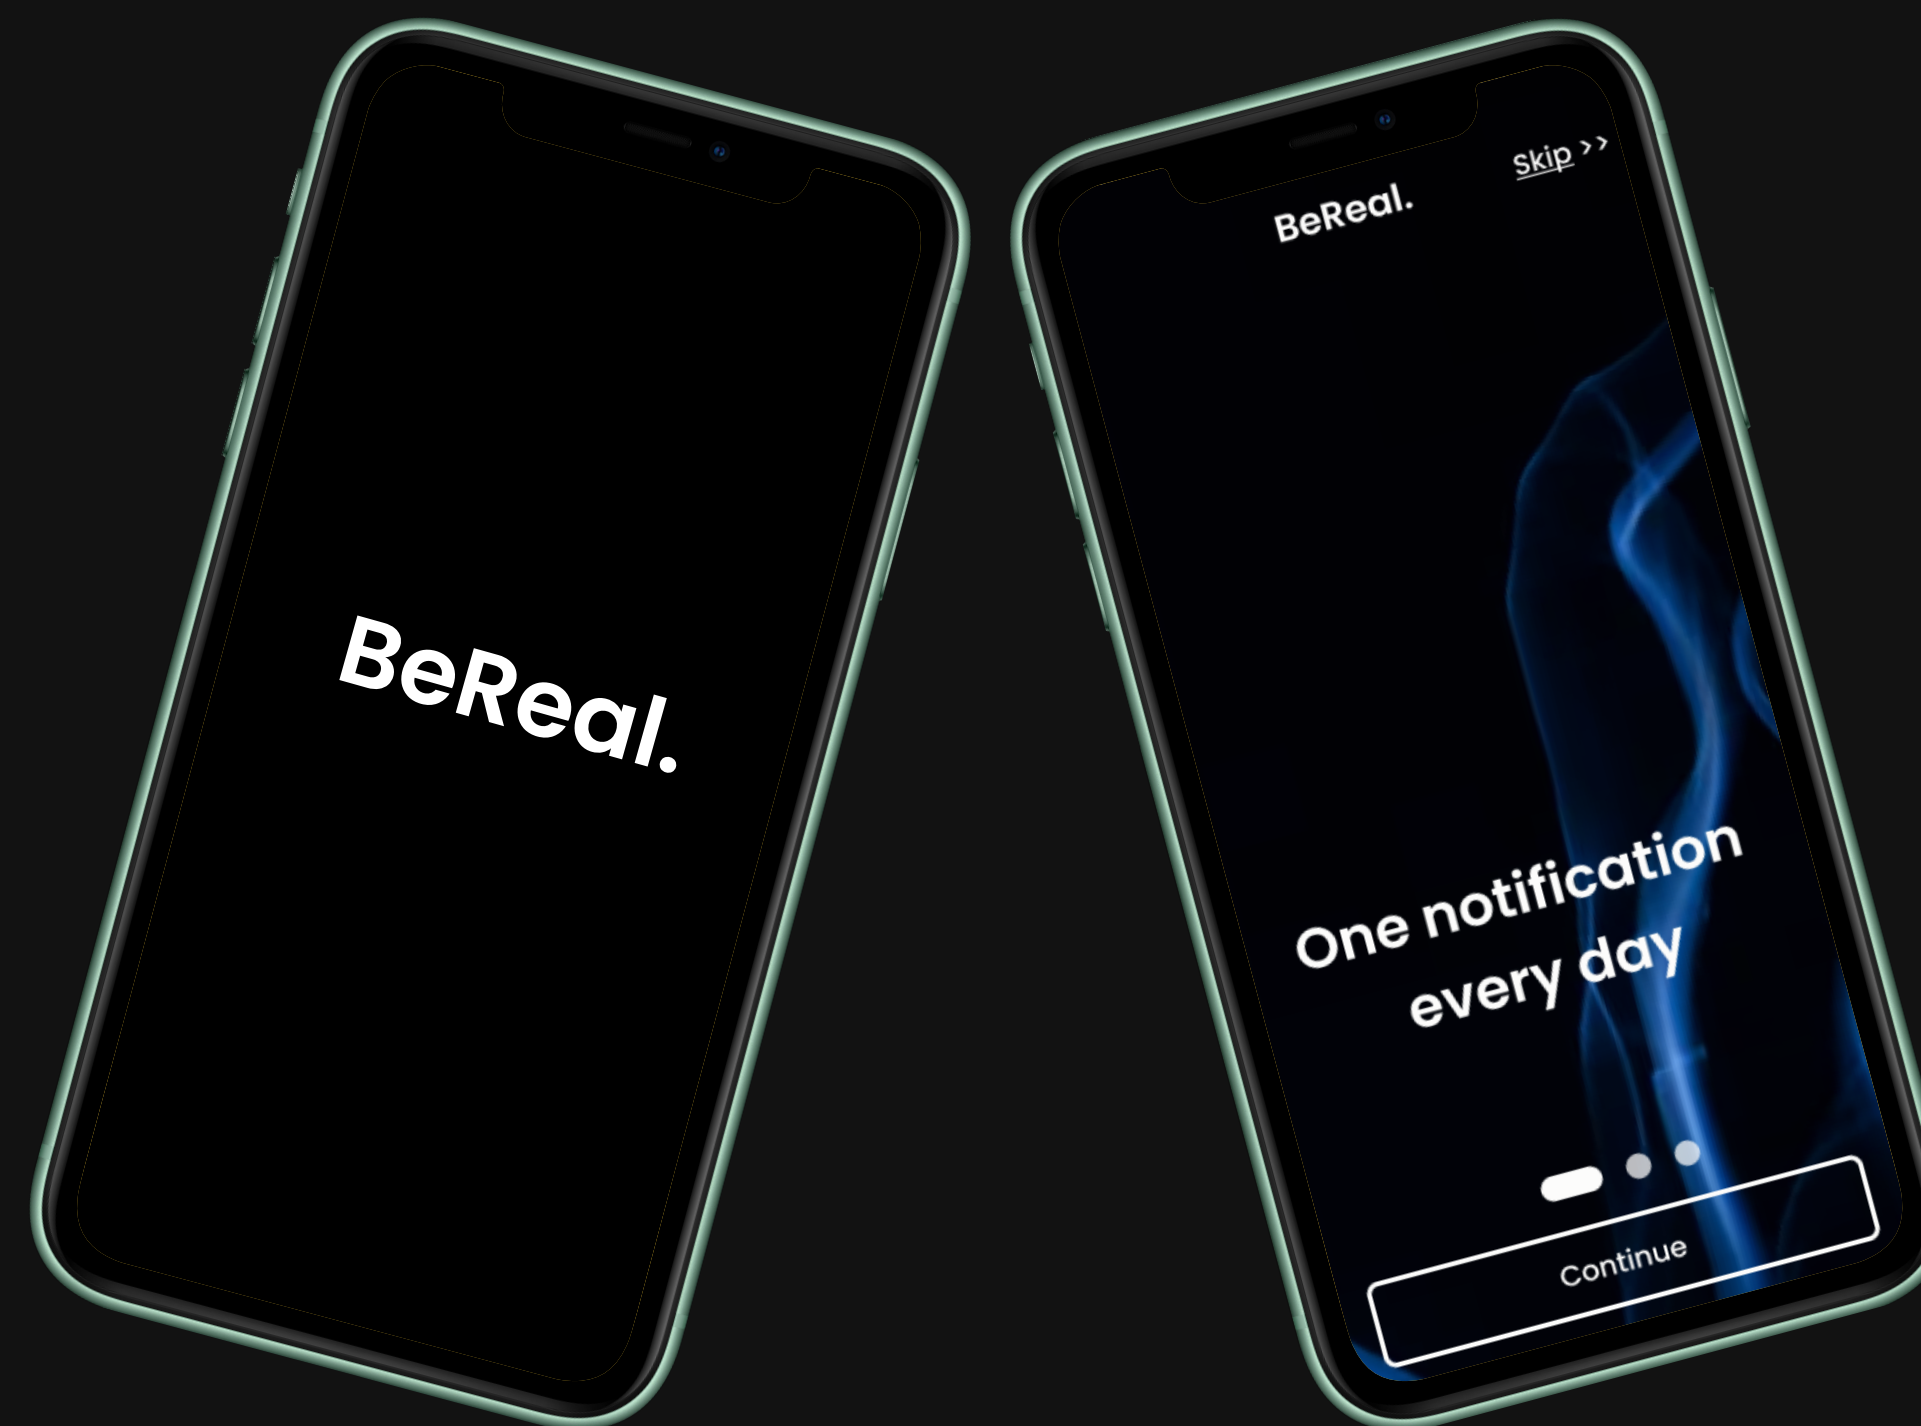 BeReal.
Skip >>
BeReal.
One notification
every day
Continue